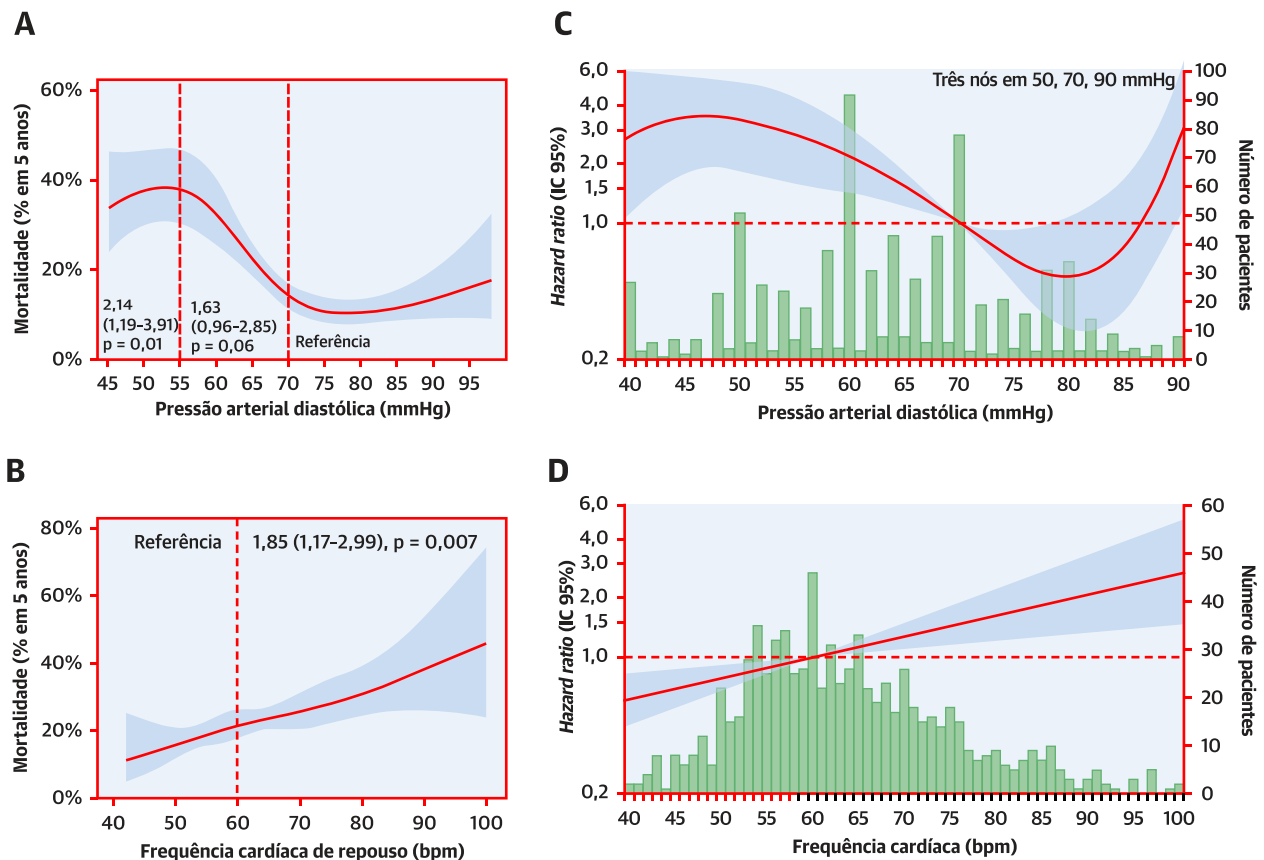 A
Mortalidade (% em 5 anos)
60%
40%
20%
0%
2,14
(1,19–3,91)
p = 0,01
1,63
(0,96–2,85)
p = 0,06
Referência
45 50 55 60 65 70 75 80 85 90 95
Pressão arterial diastólica (mmHg)
C
Hazard ratio (IC 95%)
6,0
4,0
3,0
2,0
1,5
1,0
0,2
Três nós em 50, 70, 90 mmHg
100
90
80
70
60
50
40
30
20
10
0
Número de pacientes
40 45 50 55 60 65 70 75 80 85 90
Pressão arterial diastólica (mmHg)
B
Mortalidade (% em 5 anos)
80%
60%
40%
20%
0%
Referência
1,85 (1,17–2,99), p = 0,007
40 50 60 70 80 90 100
Frequência cardíaca de repouso (bpm)
D
Hazard ratio (IC 95%)
6,0
4,0
3,0
2,0
1,5
1,0
0,2
60
50
40
30
20
10
0
Número de pacientes
40 45 50 55 60 65 70 75 80 85 90 95 100
Frequência cardíaca (bpm)